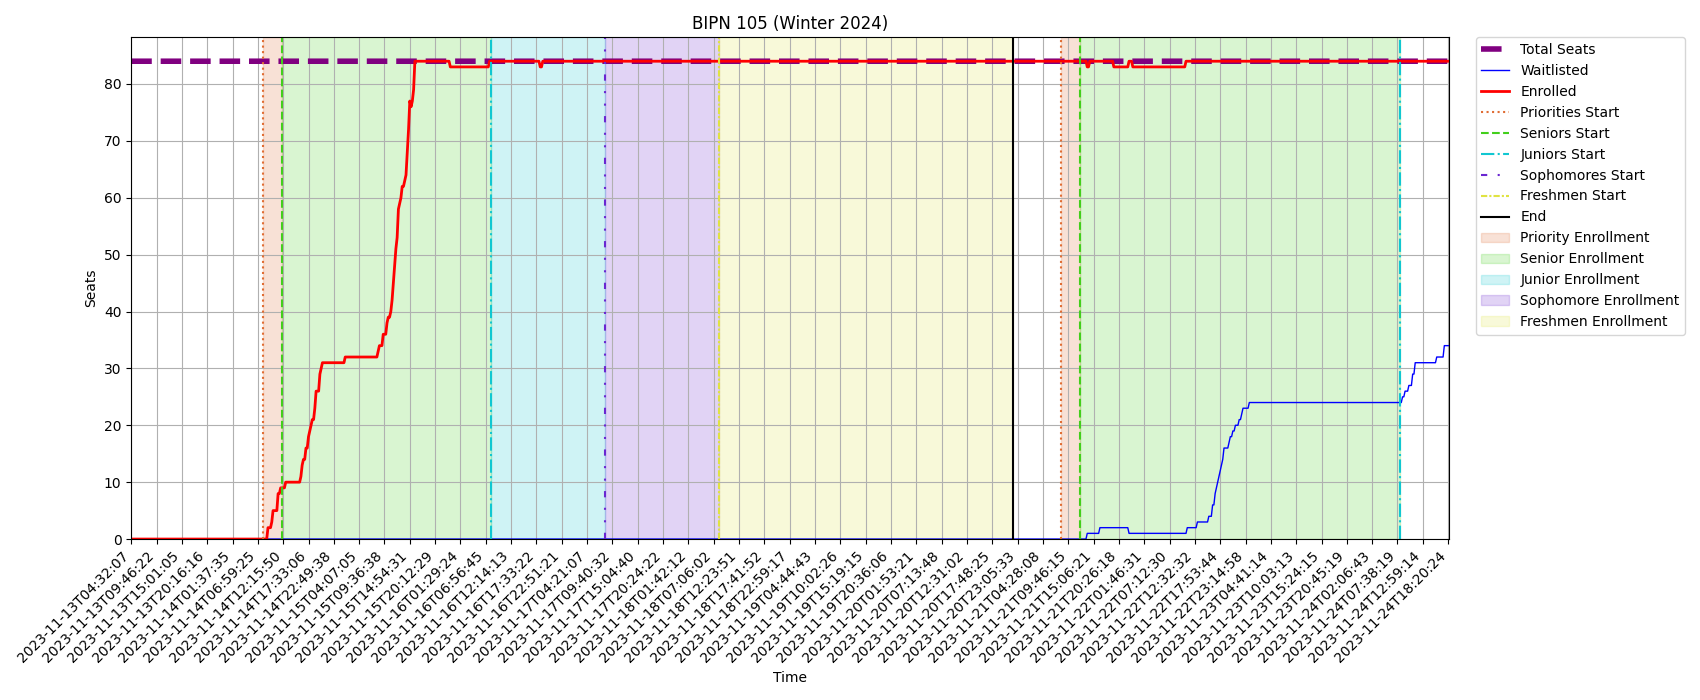 BIPN 105 (Winter 2024)
Seats
80
70
60
50
40
30
20
10
0
2023-11-13T04:32:07
2023-11-13T09:46:22
2023-11-13T15:01:05
2023-11-13T20:16:16
2023-11-14T01:37:35
2023-11-14T06:59:25
2023-11-14T12:15:50
2023-11-14T17:33:06
2023-11-14T22:49:38
2023-11-15T04:07:05
2023-11-15T09:36:38
2023-11-15T14:54:31
2023-11-15T20:12:29
2023-11-16T01:29:24
2023-11-16T06:56:45
2023-11-16T12:14:13
2023-11-16T17:33:22
2023-11-16T22:51:21
2023-11-17T04:21:07
2023-11-17T09:40:32
2023-11-17T15:04:40
2023-11-17T20:24:22
2023-11-18T01:42:12
2023-11-18T07:06:02
2023-11-18T12:23:51
2023-11-18T17:41:52
2023-11-18T22:59:17
2023-11-19T04:44:43
2023-11-19T10:02:26
2023-11-19T15:19:15
2023-11-19T20:36:06
2023-11-20T01:53:21
2023-11-20T07:13:48
2023-11-20T12:31:02
2023-11-20T17:48:25
2023-11-20T23:05:33
2023-11-21T04:28:08
2023-11-21T09:46:15
2023-11-21T15:06:21
2023-11-21T20:26:18
2023-11-22T01:46:31
2023-11-22T07:12:30
2023-11-22T12:32:32
2023-11-22T17:53:44
2023-11-22T23:14:58
2023-11-23T04:41:14
2023-11-23T10:03:13
2023-11-23T15:24:15
2023-11-23T20:45:19
2023-11-24T02:06:43
2023-11-24T07:38:19
2023-11-24T12:59:14
2023-11-24T18:20:24
Time
Total Seats
Waitlisted
Enrolled
Priorities Start
Seniors Start
Juniors Start
Sophomores Start
Freshmen Start
End
Priority Enrollment
Senior Enrollment
Junior Enrollment
Sophomore Enrollment
Freshmen Enrollment